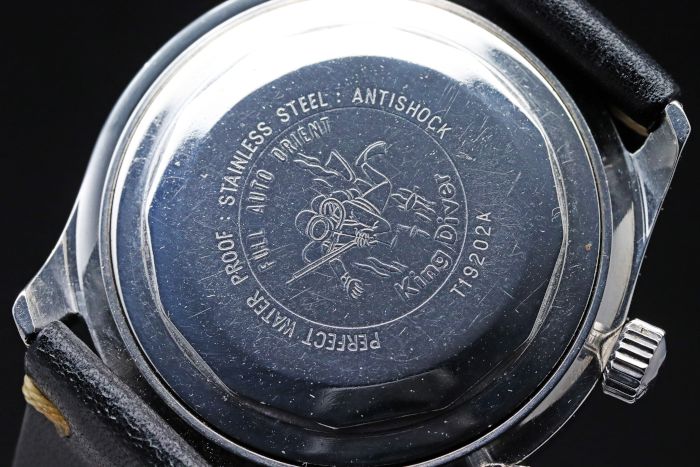 PERFECT WATER PROOF : STAINLESS STEEL : ANTISHOCK
FULL AUTO ORIENT
King Diver
T19202A